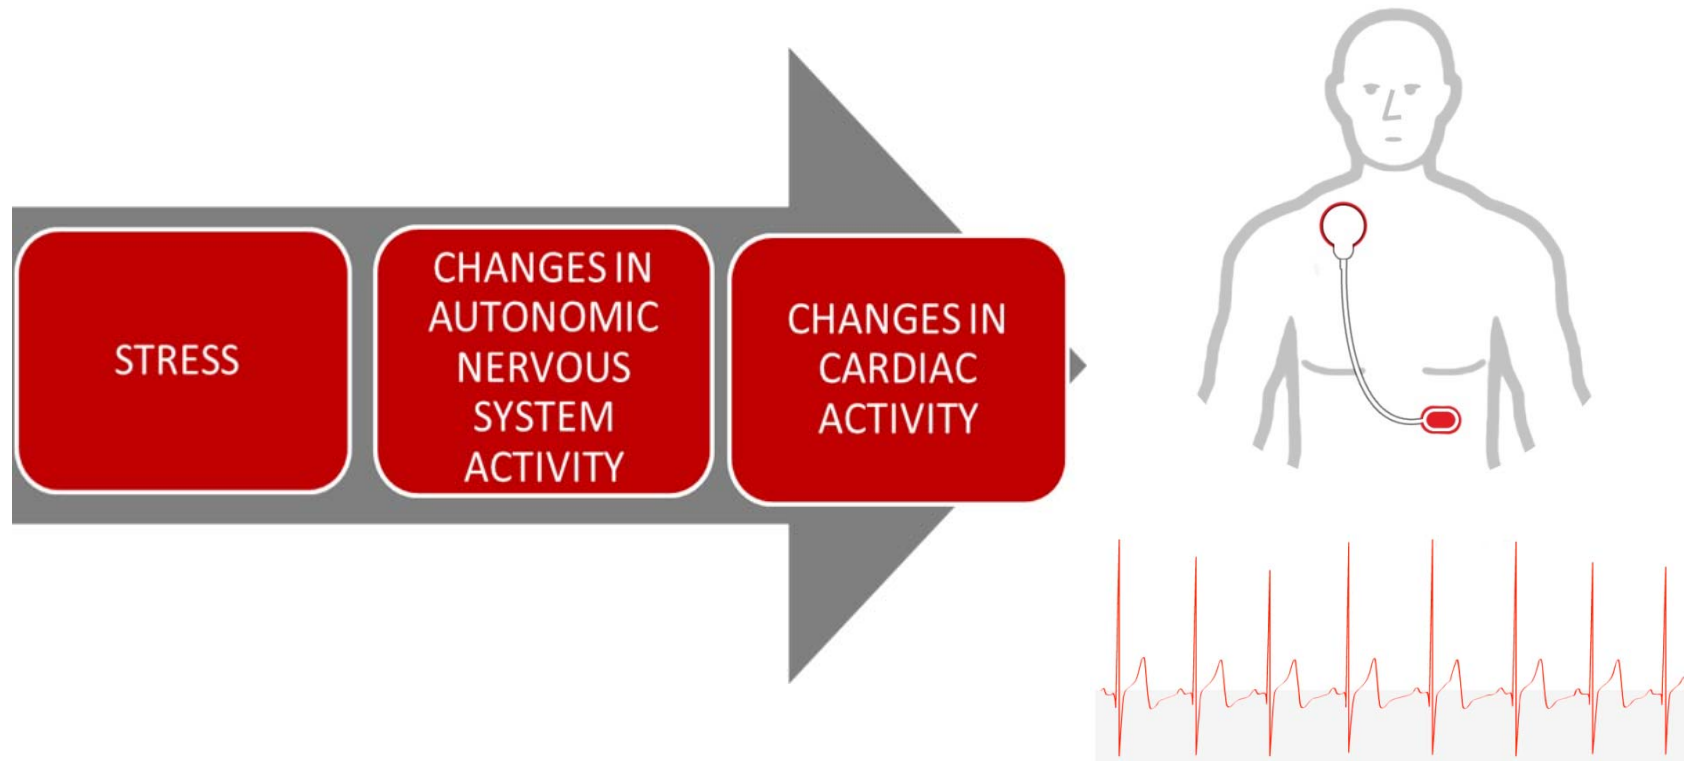 STRESS
CHANGES IN
AUTONOMIC
NERVOUS
SYSTEM
ACTIVITY
CHANGES IN
CARDIAC
ACTIVITY